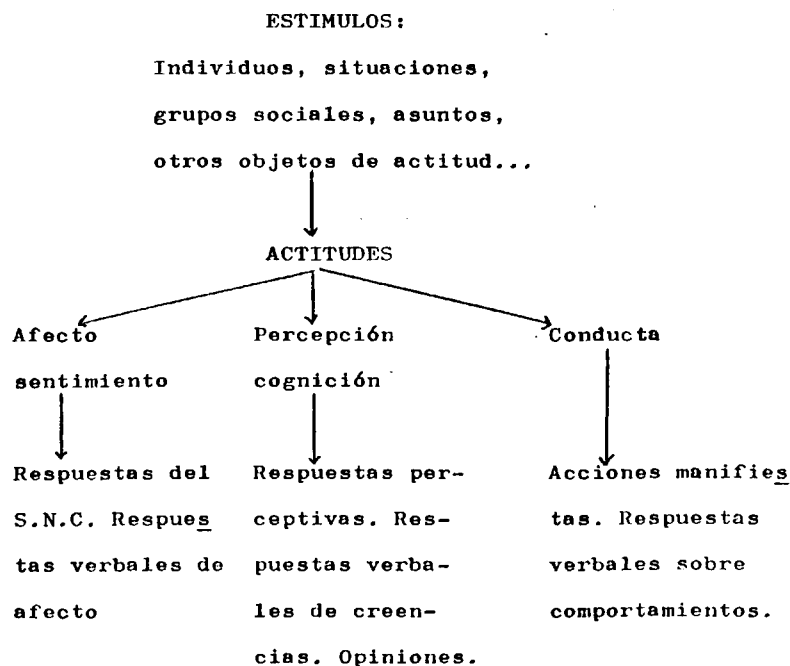 ESTIMULOS:
Individuos, situaciones,
grupos sociales, asuntos,
otros objetos de actitud...
ACTITUDES
Afecto
sentimiento
Percepción
cognición
Conducta
Respuestas del
S.N.C. Respues
tas verbales de
afecto
Respuestas per-
ceptivas. Res-
puestas verba-
les de creen-
cias. Opiniones.
Acciones manifies
tas. Respuestas
verbales sobre
comportamientos.